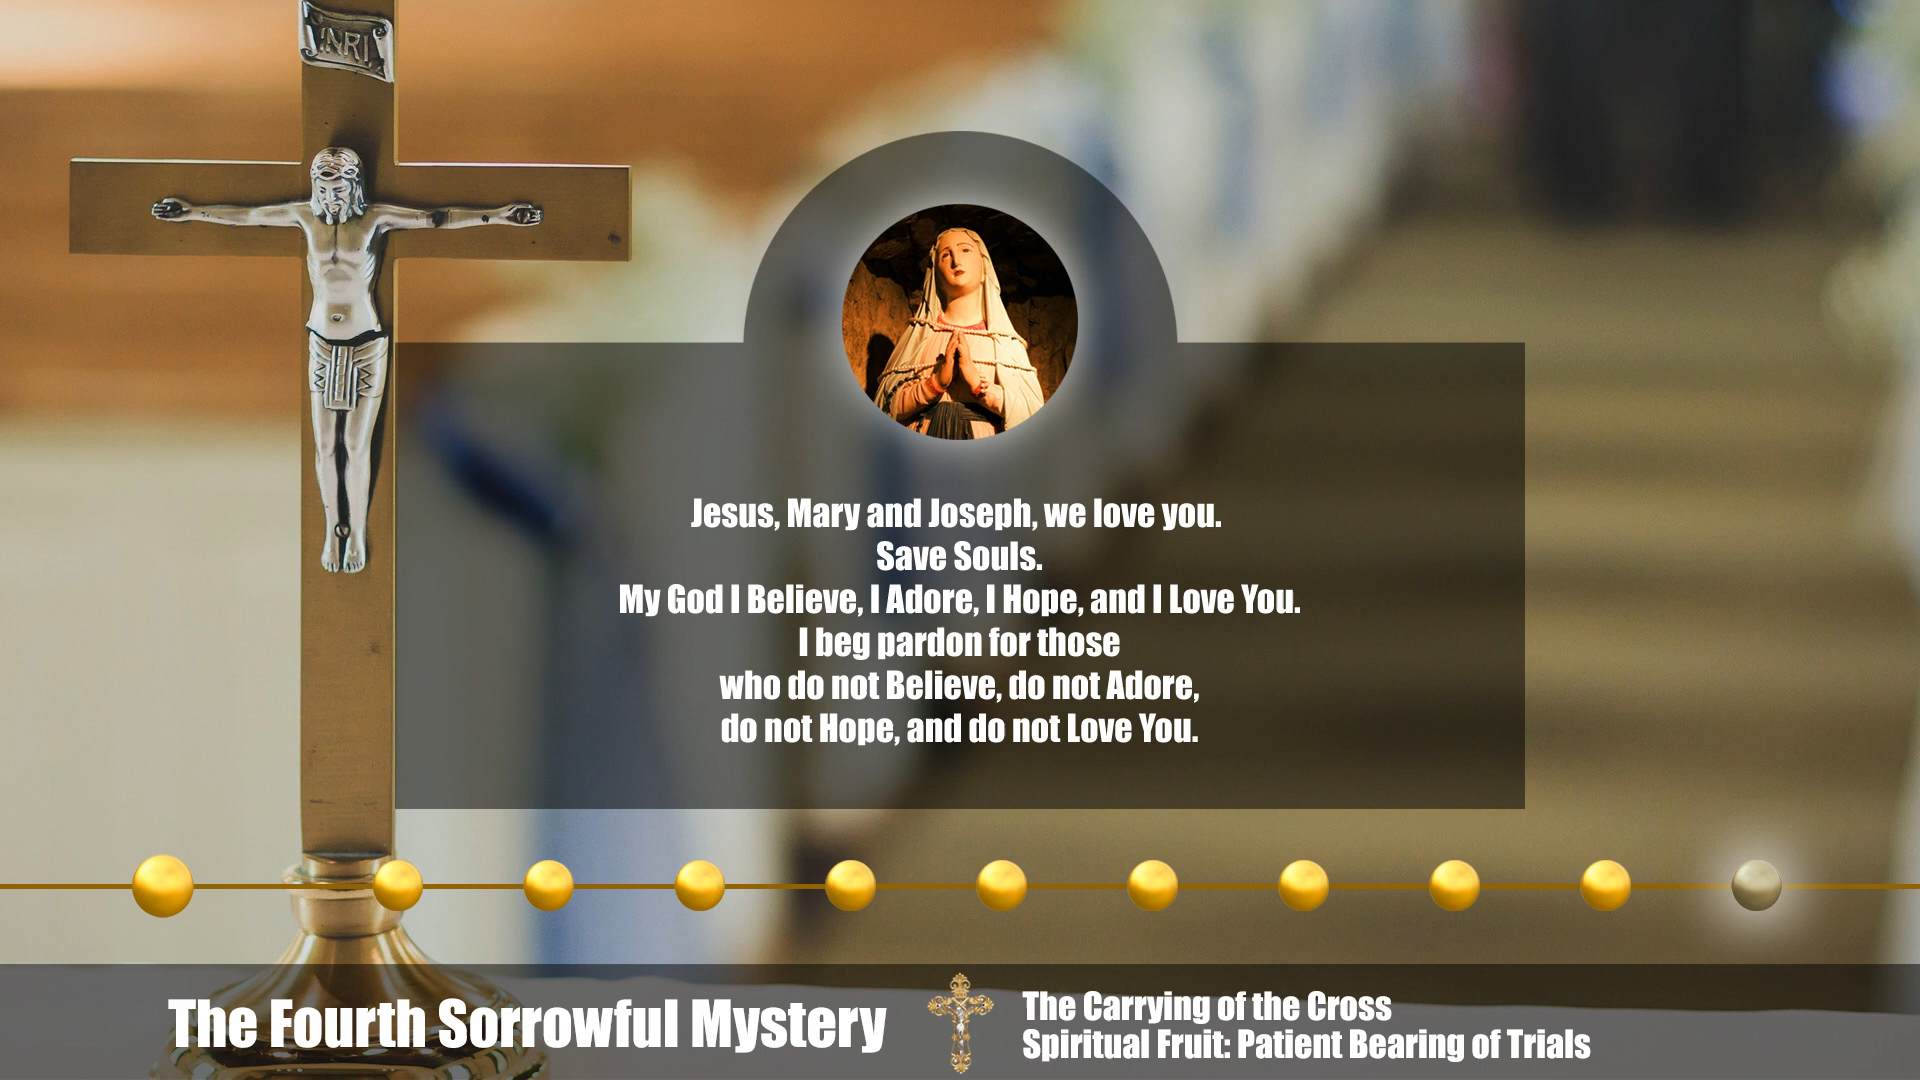 INRI
Jesus, Mary and Joseph, we love you.
Save Souls.
My God I Believe, I Adore, I Hope, and I Love You.
I beg pardon for those
who do not Believe, do not Adore,
do not Hope, and do not Love You.
The Fourth Sorrowful Mystery
The Carrying of the Cross
Spiritual Fruit: Patient Bearing of Trials